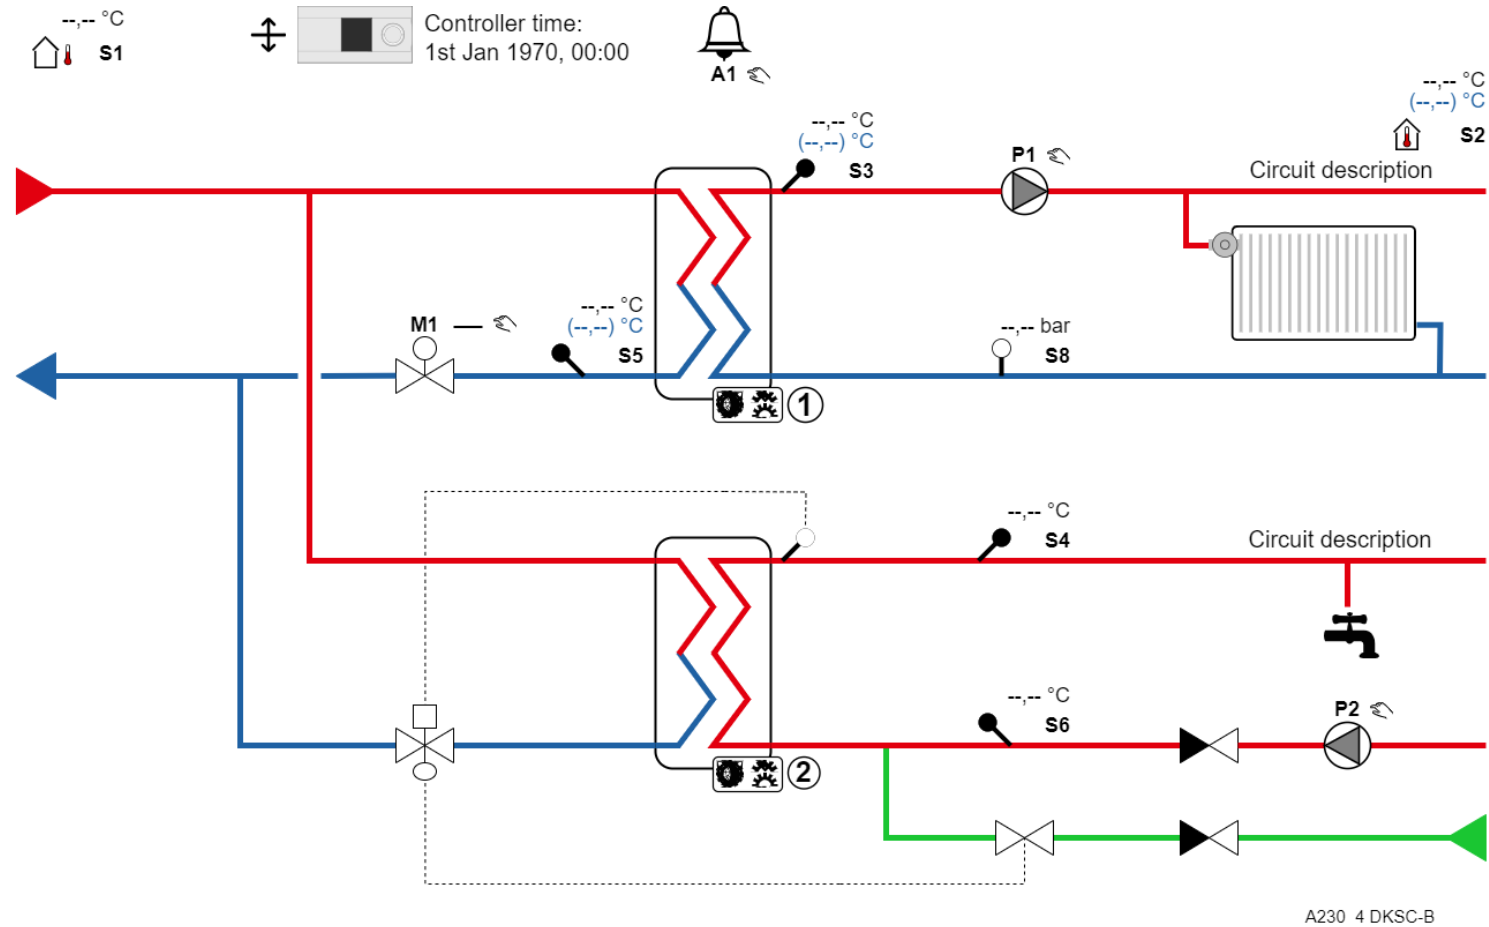 --,-- °C
S1
Controller time:
1st Jan 1970, 00:00
A1
--,-- °C
(--,--) °C
S2
--,-- °C
(--,--) °C
S3
P1
Circuit description
M1
--,-- °C
(--,--) °C
S5
--,-- bar
S8
1
--,-- °C
S4
Circuit description
--,-- °C
S6
P2
2
A230 4 DKSC-B